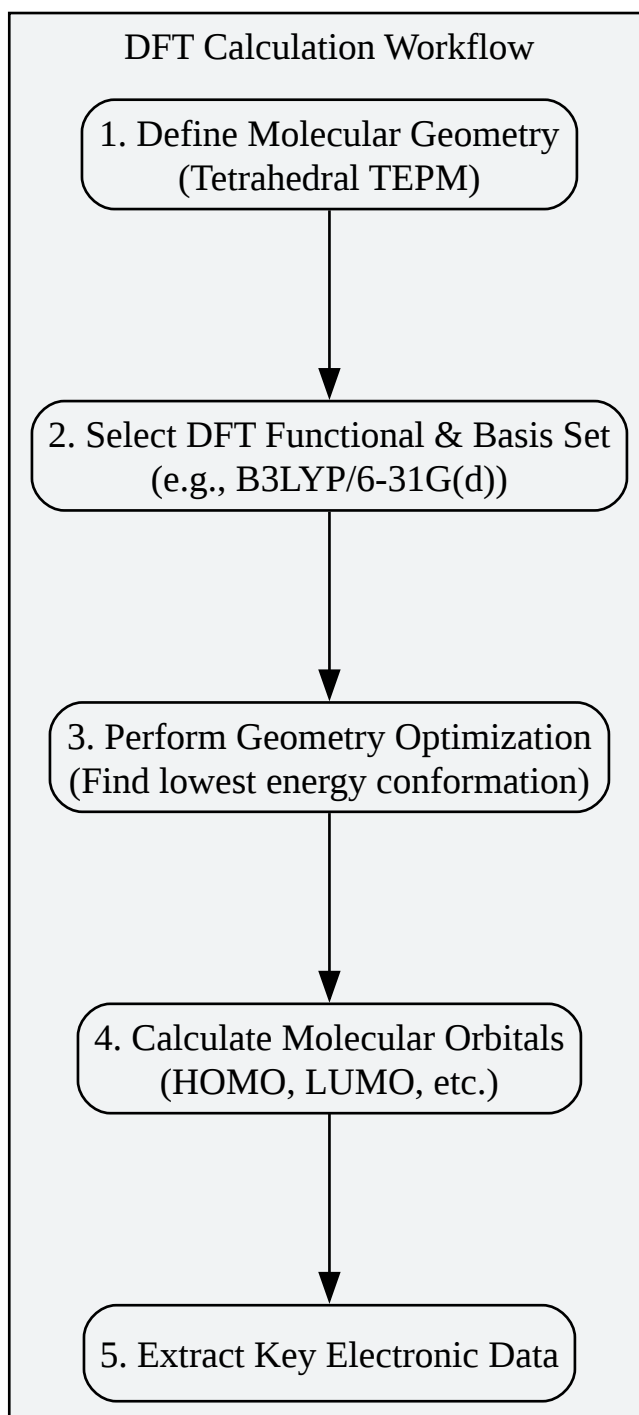 DFT Calculation Workflow
1. Define Molecular Geometry
(Tetrahedral TEPM)
2. Select DFT Functional & Basis Set
(e.g., B3LYP/6-31G(d))
3. Perform Geometry Optimization
(Find lowest energy conformation)
4. Calculate Molecular Orbitals
(HOMO, LUMO, etc.)
5. Extract Key Electronic Data